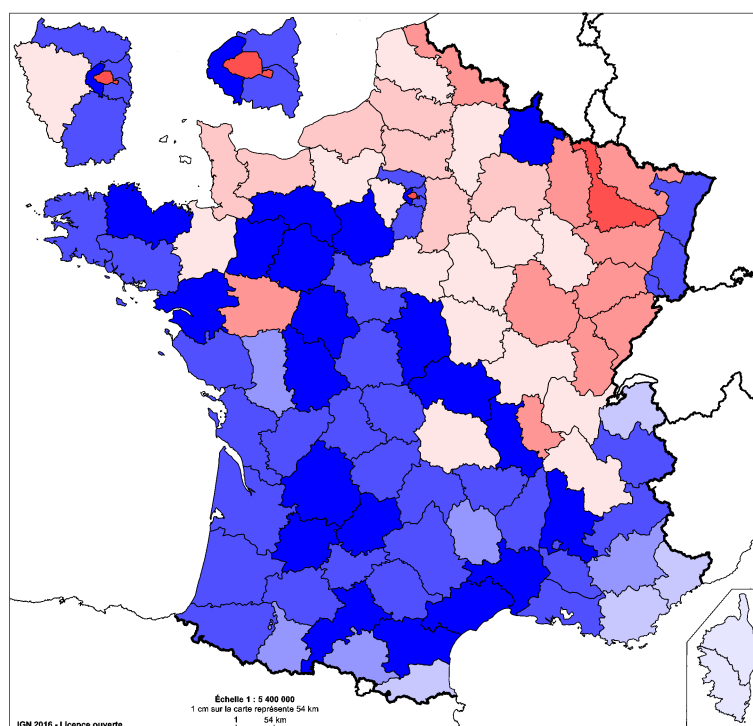 Échelle 1 : 5 400 000
1 cm sur la carte représente 54 km
1 54 km
IGN 2016 - Licence ouverte